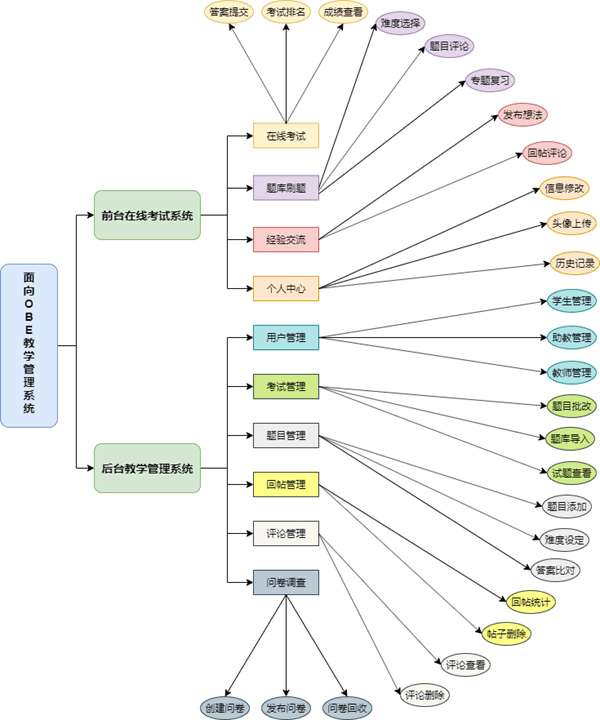 答案提交
考试排名
成绩查看
难度选择
题目评论
专题复习
发布想法
在线考试
回帖评论
题库刷题
信息修改
前台在线考试系统
头像上传
经验交流
历史记录
个人中心
面向OBE教学管理系统
学生管理
用户管理
助教管理
教师管理
考试管理
题目批改
题目管理
题库导入
后台教学管理系统
试题查看
回帖管理
题目添加
评论管理
难度设定
答案比对
问卷调查
回帖统计
帖子删除
评论查看
评论删除
创建问卷
发布问卷
问卷回收